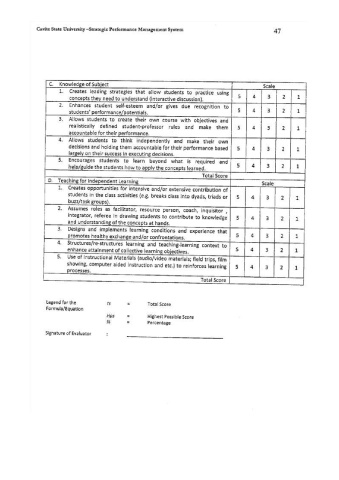 Cavite State University –Strategic Performance Management System
47
C. Knowledge of Subject Scale
1. Creates leading strategies that allow students to practice using 5 4 3 2 1
concepts they need to understand (interactive discussion).
2. Enhances student self-esteem and/or gives due recognition to 5 4 3 2 1
students' performance/potentials.
3. Allows students to create their own course with objectives and 5 4 3 2 1
realistically defined student-professor rules and make them
accountable for their performance.
4. Allows students to think independently and make their own 5 4 3 2 1
decisions and holding them accountable for their performance based
largely on their success in executing decisions.
5. Encourages students to learn beyond what is required and 5 4 3 2 1
help/guide the students how to apply the concepts learned.
Total Score
D. Teaching for Independent Learning Scale
1. Creates opportunities for intensive and/or extensive contribution of 5 4 3 2 1
students in the class activities (e.g. breaks class into dyads, triads or
buzz/task groups).
2. Assumes roles as facilitator, resource person, coach, inquisitor , 5 4 3 2 1
integrator, referee in drawing students to contribute to knowledge
and understanding of the concepts at hands.
3. Designs and implements learning conditions and experience that 5 4 3 2 1
promotes healthy exchange and/or confrontations.
4. Structures/re-structures learning and teaching-learning context to 5 4 3 2 1
enhance attainment of collective learning objectives.
5. Use of Instructional Materials (audio/video materials; field trips, film 5 4 3 2 1
showing, computer aided instruction and etc.) to reinforces learning
processes.
Total Score
Legend for the TS = Total Score
Formula/Equation
HPS = Highest Possible Score
% = Percentage
Signature of Evaluator :